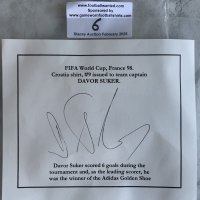 www.footballwanted.com
Sponsored by
www.gamewornfootballshirts.com
6
Stacey Auction February 2025
FIFA World Cup, France 98.
Croatia shirt, #9 issued to team captain
DAVOR SUKER.
Davor Suker scored 6 goals during the
tournament and, as the leading scorer, he
was the winner of the Adidas Golden Shoe